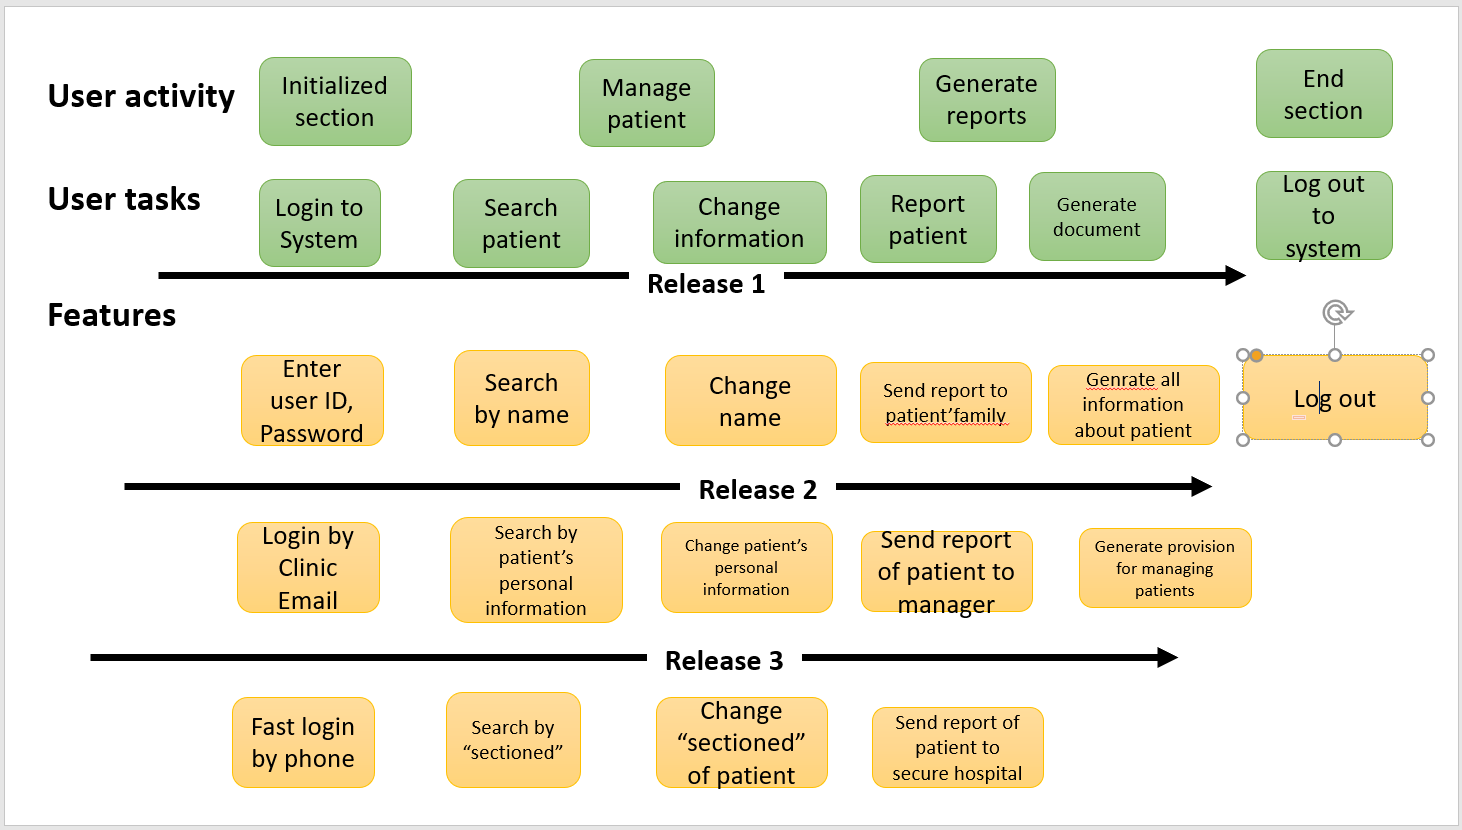 User activity
Initialized
section
Manage
patient
Generate
reports
End
section
User tasks
Login to
System
Search
patient
Change
information
Report
patient
Generate
document
Log out
to
system
Release 1
Features
Enter
user ID,
Password
Search
by name
Change
name
Send report to
patient’family
Genrate all
information
about patient
Log out
Release 2
Login by
Clinic
Email
Search by
patient’s
personal
information
Change patient’s
personal
information
Send report
of patient to
manager
Generate provision
for managing
patients
Release 3
Fast login
by phone
Search by
“sectioned”
Change
“sectioned”
of patient
Send report of
patient to
secure hospital